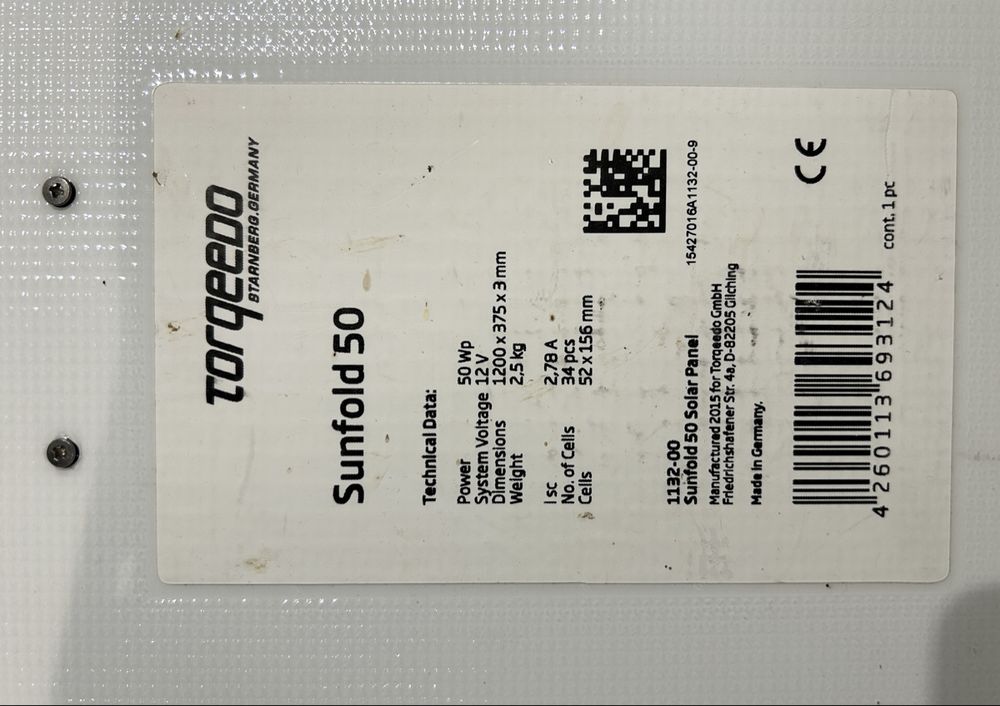 TORQEEDO
STARNBERG.GERMANY
Sunfold 50
Technical Data:
Power 50 Wp
System Voltage 12 V
Dimensions 1200 x 375 x 3 mm
Weight 2,5 kg
I sc 2,78 A
No. of Cells 34 pcs
Cells 52 x 156 mm
15427016A1132-00-9
1132-00
Sunfold 50 Solar Panel
Manufactured 2015 for Torqeedo GmbH
Friedrichshafener Str. 4a, D-82205 Gilching
Made in Germany.
CE
4 260113 693124
cont. 1 pc